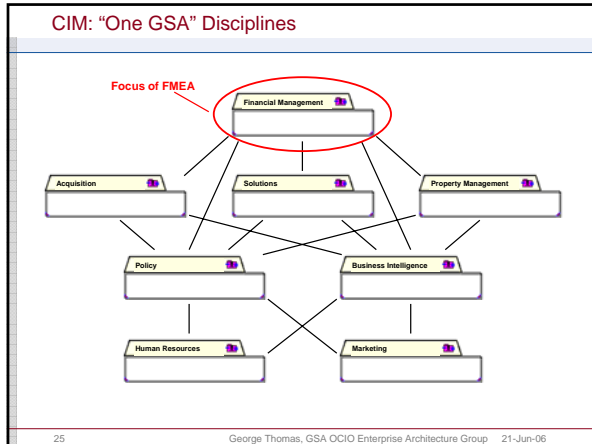 CIM: “One GSA” Disciplines
Focus of FMEA
Financial Management
Acquisition
Solutions
Property Management
Policy
Business Intelligence
Human Resources
Marketing
25 George Thomas, GSA OCIO Enterprise Architecture Group 21-Jun-06